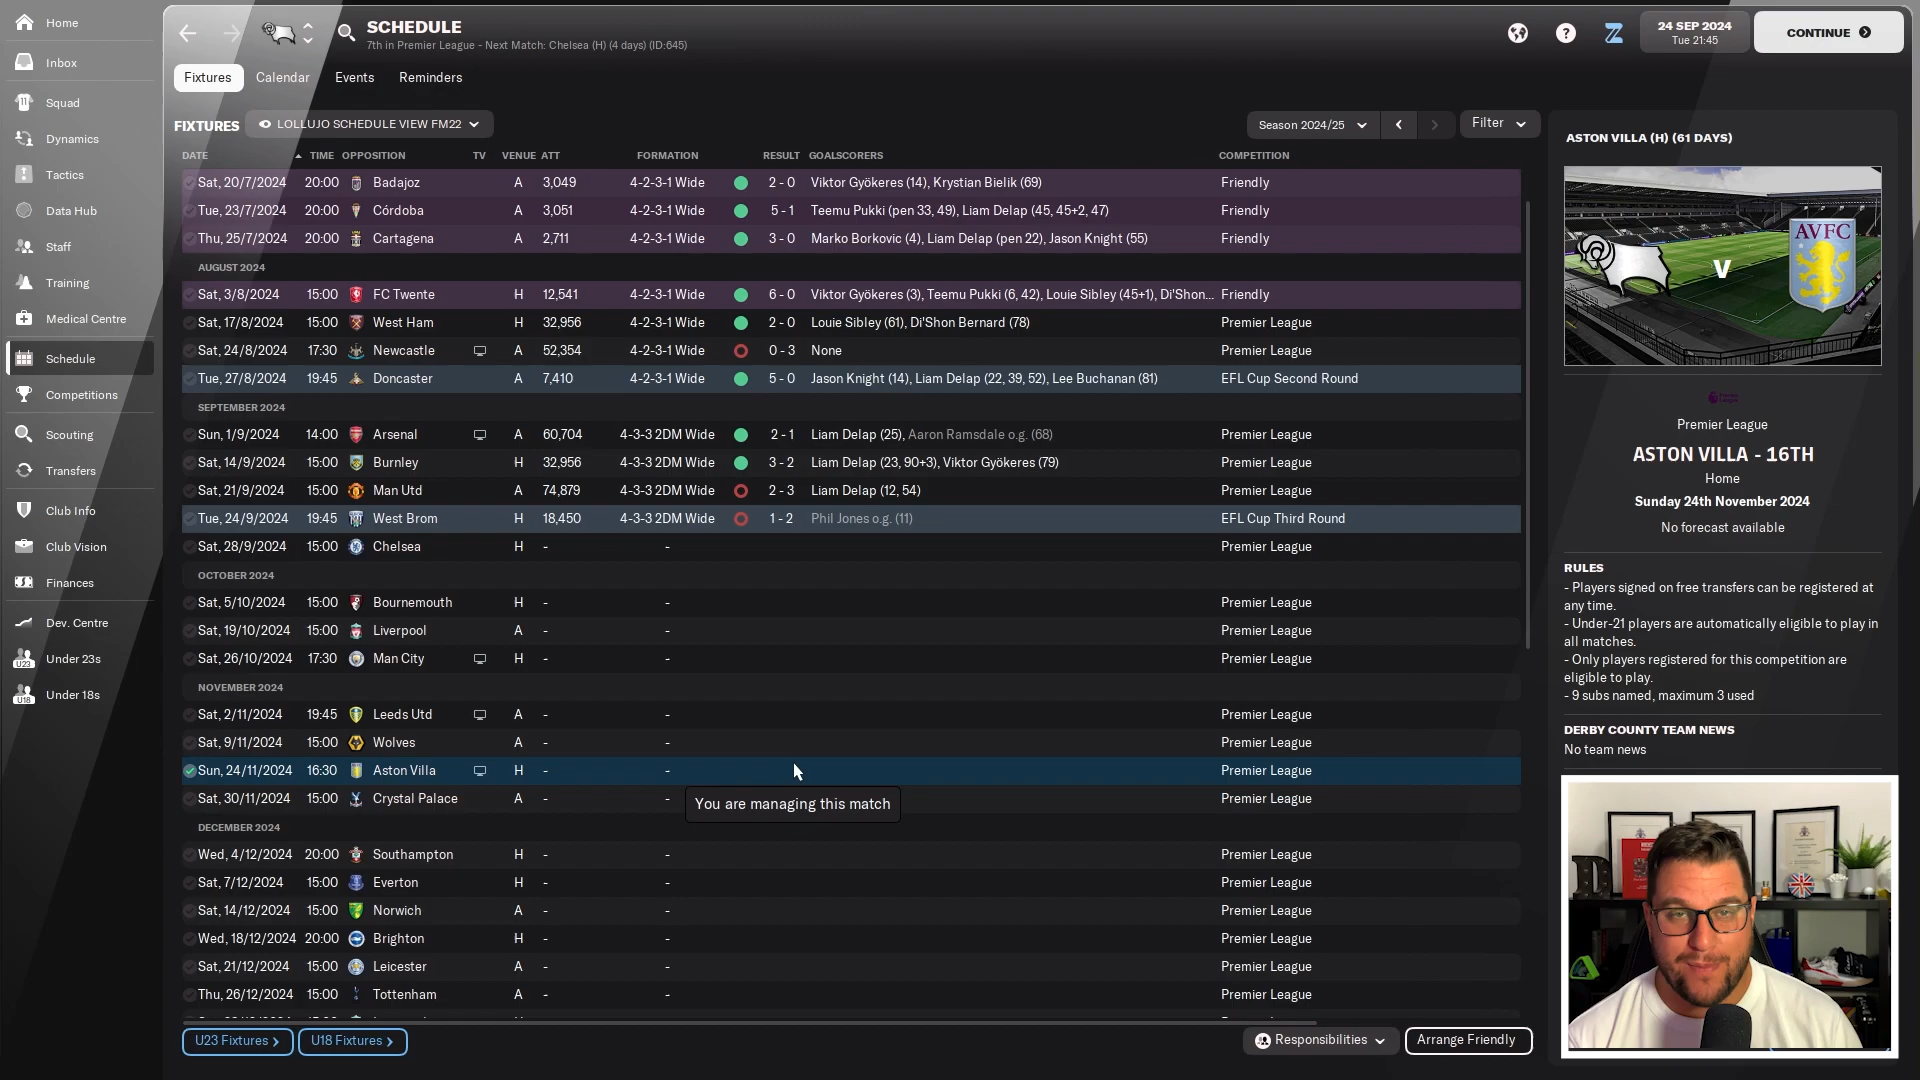 Home
Inbox
Squad
Dynamics
Tactics
Data Hub
Staff
Training
Medical Centre
Schedule
Competitions
Scouting
Transfers
Club Info
Club Vision
Finances
Dev. Centre
U23 Under 23s
U18 Under 18s
SCHEDULE
7th in Premier League - Next Match: Chelsea (H) (4 days) (ID:645)
24 SEP 2024
Tue 21:45
CONTINUE
Fixtures Calendar Events Reminders
FIXTURES LOLLUJO SCHEDULE VIEW FM22 Season 2024/25 Filter
DATE TIME OPPOSITION TV VENUE ATT FORMATION RESULT GOALSCORERS COMPETITION
Sat, 20/7/2024 20:00 Badajoz A 3,049 4-2-3-1 Wide 2 - 0 Viktor Gyökeres (14), Krystian Bielik (69) Friendly
Tue, 23/7/2024 20:00 Córdoba A 3,051 4-2-3-1 Wide 5 - 1 Teemu Pukki (pen 33, 49), Liam Delap (45, 45+2, 47) Friendly
Thu, 25/7/2024 20:00 Cartagena A 2,711 4-2-3-1 Wide 3 - 0 Marko Borkovic (4), Liam Delap (pen 22), Jason Knight (55) Friendly
AUGUST 2024
Sat, 3/8/2024 15:00 FC Twente H 12,541 4-2-3-1 Wide 6 - 0 Viktor Gyökeres (3), Teemu Pukki (6, 42), Louie Sibley (45+1), Di'Shon... Friendly
Sat, 17/8/2024 15:00 West Ham H 32,956 4-2-3-1 Wide 2 - 0 Louie Sibley (61), Di'Shon Bernard (78) Premier League
Sat, 24/8/2024 17:30 Newcastle A 52,354 4-2-3-1 Wide 0 - 3 None Premier League
Tue, 27/8/2024 19:45 Doncaster A 7,410 4-2-3-1 Wide 5 - 0 Jason Knight (14), Liam Delap (22, 39, 52), Lee Buchanan (81) EFL Cup Second Round
SEPTEMBER 2024
Sun, 1/9/2024 14:00 Arsenal A 60,704 4-3-3 2DM Wide 2 - 1 Liam Delap (25), Aaron Ramsdale o.g. (68) Premier League
Sat, 14/9/2024 15:00 Burnley H 32,956 4-3-3 2DM Wide 3 - 2 Liam Delap (23, 90+3), Viktor Gyökeres (79) Premier League
Sat, 21/9/2024 15:00 Man Utd A 74,879 4-3-3 2DM Wide 2 - 3 Liam Delap (12, 54) Premier League
Tue, 24/9/2024 19:45 West Brom H 18,450 4-3-3 2DM Wide 1 - 2 Phil Jones o.g. (11) EFL Cup Third Round
Sat, 28/9/2024 15:00 Chelsea H - - Premier League
OCTOBER 2024
Sat, 5/10/2024 15:00 Bournemouth H - - Premier League
Sat, 19/10/2024 15:00 Liverpool A - - Premier League
Sat, 26/10/2024 17:30 Man City H - - Premier League
NOVEMBER 2024
Sat, 2/11/2024 19:45 Leeds Utd A - - Premier League
Sat, 9/11/2024 15:00 Wolves A - - Premier League
Sun, 24/11/2024 16:30 Aston Villa H - - Premier League
Sat, 30/11/2024 15:00 Crystal Palace A - - Premier League
You are managing this match
DECEMBER 2024
Wed, 4/12/2024 20:00 Southampton H - - Premier League
Sat, 7/12/2024 15:00 Everton H - - Premier League
Sat, 14/12/2024 15:00 Norwich A - - Premier League
Wed, 18/12/2024 20:00 Brighton H - - Premier League
Sat, 21/12/2024 15:00 Leicester A - - Premier League
Thu, 26/12/2024 15:00 Tottenham A - - Premier League
U23 Fixtures U18 Fixtures Responsibilities Arrange Friendly
ASTON VILLA (H) (61 DAYS)
V
AVFC
Premier League
ASTON VILLA - 16TH
Home
Sunday 24th November 2024
No forecast available
RULES
- Players signed on free transfers can be registered at
any time.
- Under-21 players are automatically eligible to play in
all matches.
- Only players registered for this competition are
eligible to play.
- 9 subs named, maximum 3 used
DERBY COUNTY TEAM NEWS
No team news